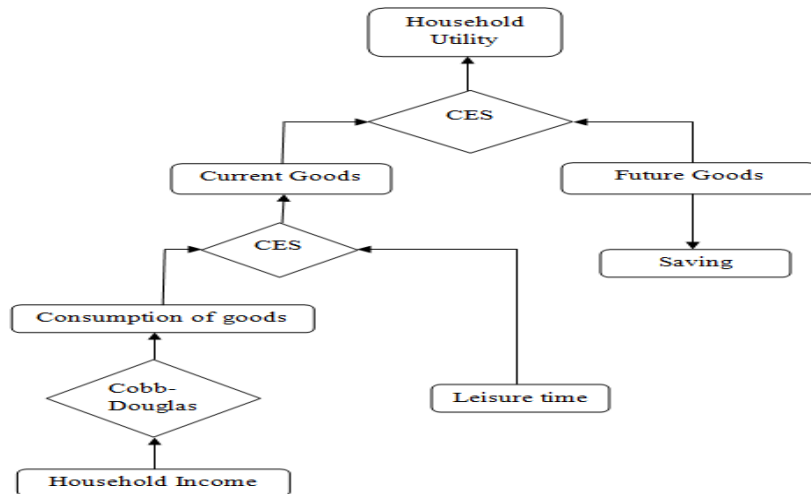 Household
Utility
CES
Current Goods
Future Goods
CES
Saving
Consumption of goods
Cobb-
Douglas
Leisure time
Household Income